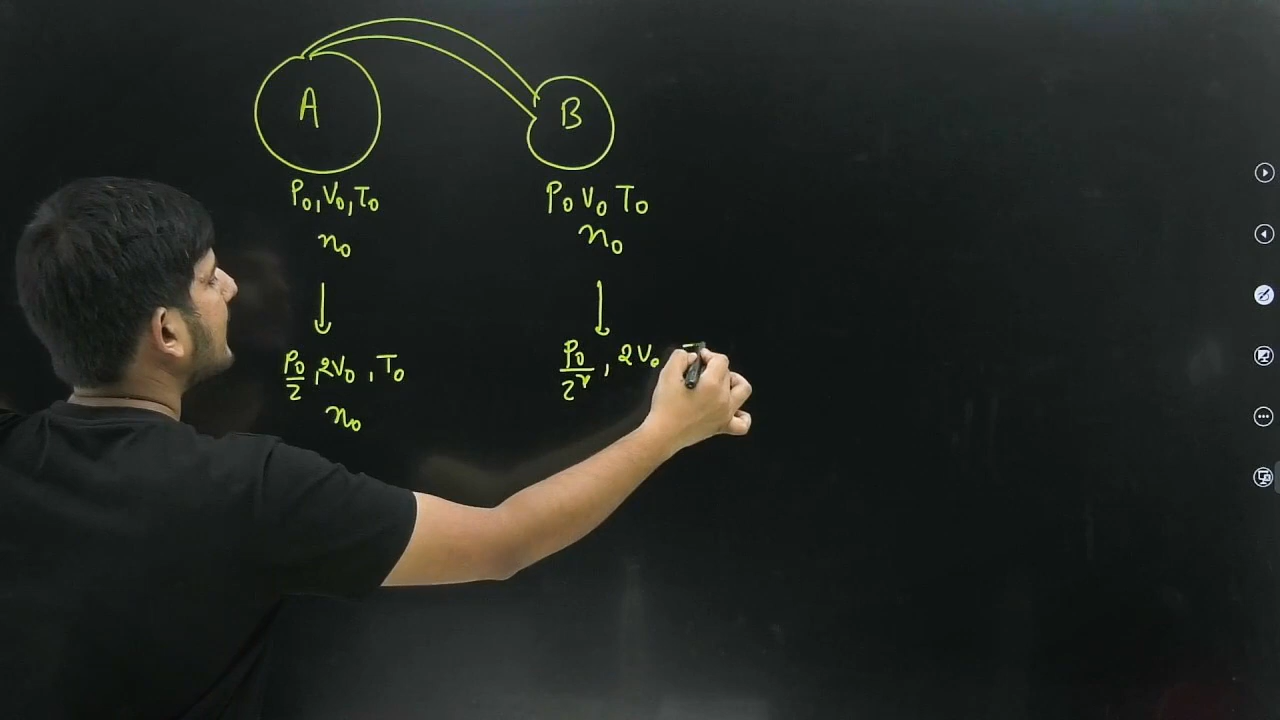 A B
P₀, V₀, T₀ P₀ V₀ T₀
n₀ n₀
P₀/2, 2V₀, T₀ P₀/2^γ, 2V₀
n₀